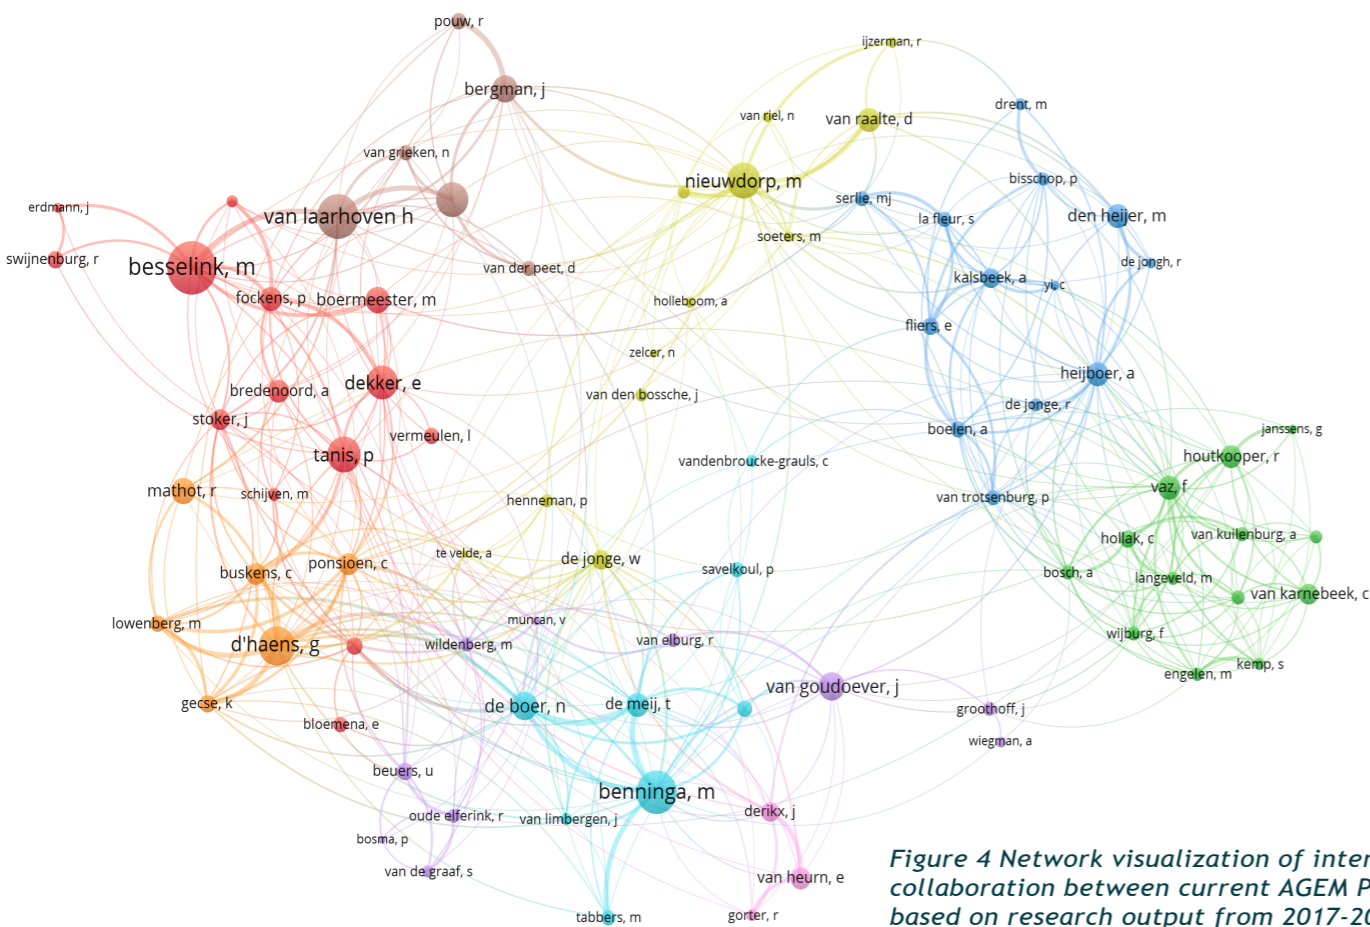 pouw, r
ijzerman, r
bergman, j
drent, m
van riel, n
van raalte, d
van grieken, n
nieuwdorp, m
bisschop, p
serlie, mj
erdmann, j
van laarhoven h
la fleur, s
den heijer, m
soeters, m
swijnenburg, r
besselink, m
van der peet, d
de jongh, r
kalsbeek, a
yi, c
fockens, p
boermeester, m
holleboom, a
fliers, e
zelcer, n
heijboer, a
dekker, e
bredenoord, a
van den bossche, j
de jonge, r
stoker, j
vermeulen, l
boelen, a
janssens, g
tanis, p
vandenbroucke-grauls, c
houtkooper, r
mathot, r
schijven, m
henneman, p
van trotsenburg, p
vaz, f
hollak, c
van kuilenburg, a
te velde, a
de jonge, w
buskens, c
ponsioen, c
savelkoul, p
bosch, a
langeveld, m
van karnebeek, c
lowenberg, m
muncan, v
wijburg, f
d'haens, g
wildenberg, m
van elburg, r
kemp, s
engelen, m
van goudoever, j
gecse, k
de boer, n
de meij, t
groothoff, j
bloemena, e
wiegman, a
beuers, u
benninga, m
oude elferink, r
van limbergen, j
derikx, j
bosma, p
van de graaf, s
van heurn, e
tabbers, m
gorter, r
Figure 4 Network visualization of inter
collaboration between current AGEM P
based on research output from 2017-20